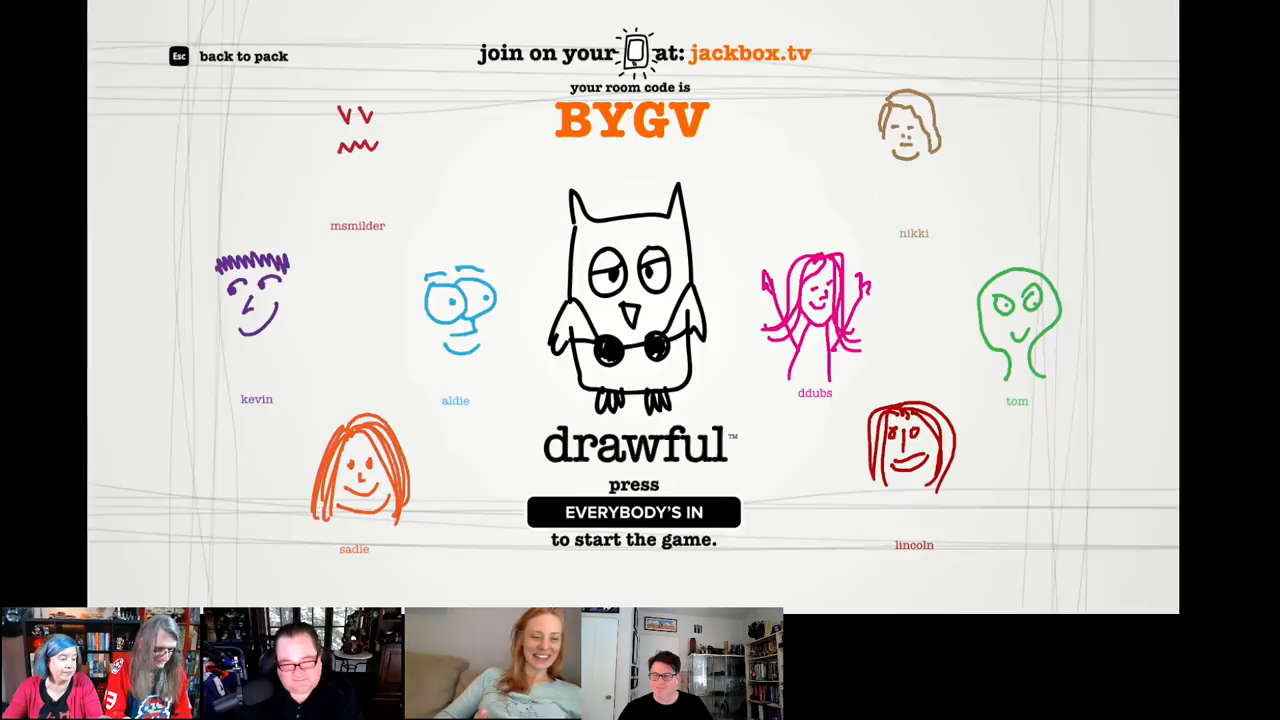 Esc back to pack
join on your at: jackbox.tv
your room code is
BYGV
msmilder
nikki
kevin
aldie
ddubs
tom
drawful™
press
EVERYBODY'S IN
to start the game.
sadie
lincoln